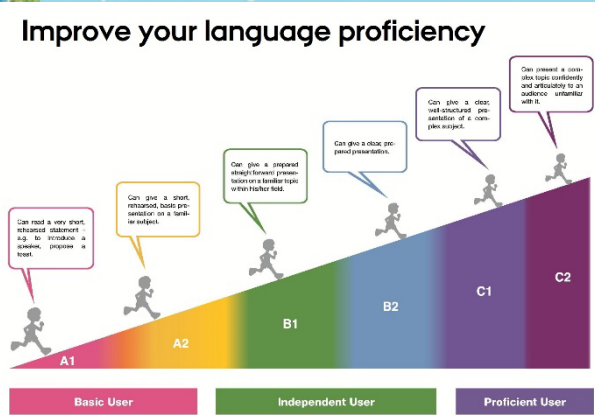 Improve your language proficiency
Can read a very short,
rehearsed statement -
e.g. to introduce a
speaker, propose a
toast.
Can give a short,
rehearsed, basic pre-
sentation on a famil-
iar subject.
Can give a prepared
straightforward presen-
tation on a familiar topic
within his/her field.
Can give a clear, pre-
pared presentation.
Can give a clear,
well-structured pre-
sentation of a com-
plex subject.
Can present a com-
plex topic confidently
and articulately to an
audience unfamiliar
with it.
A1
A2
B1
B2
C1
C2
Basic User
Independent User
Proficient User